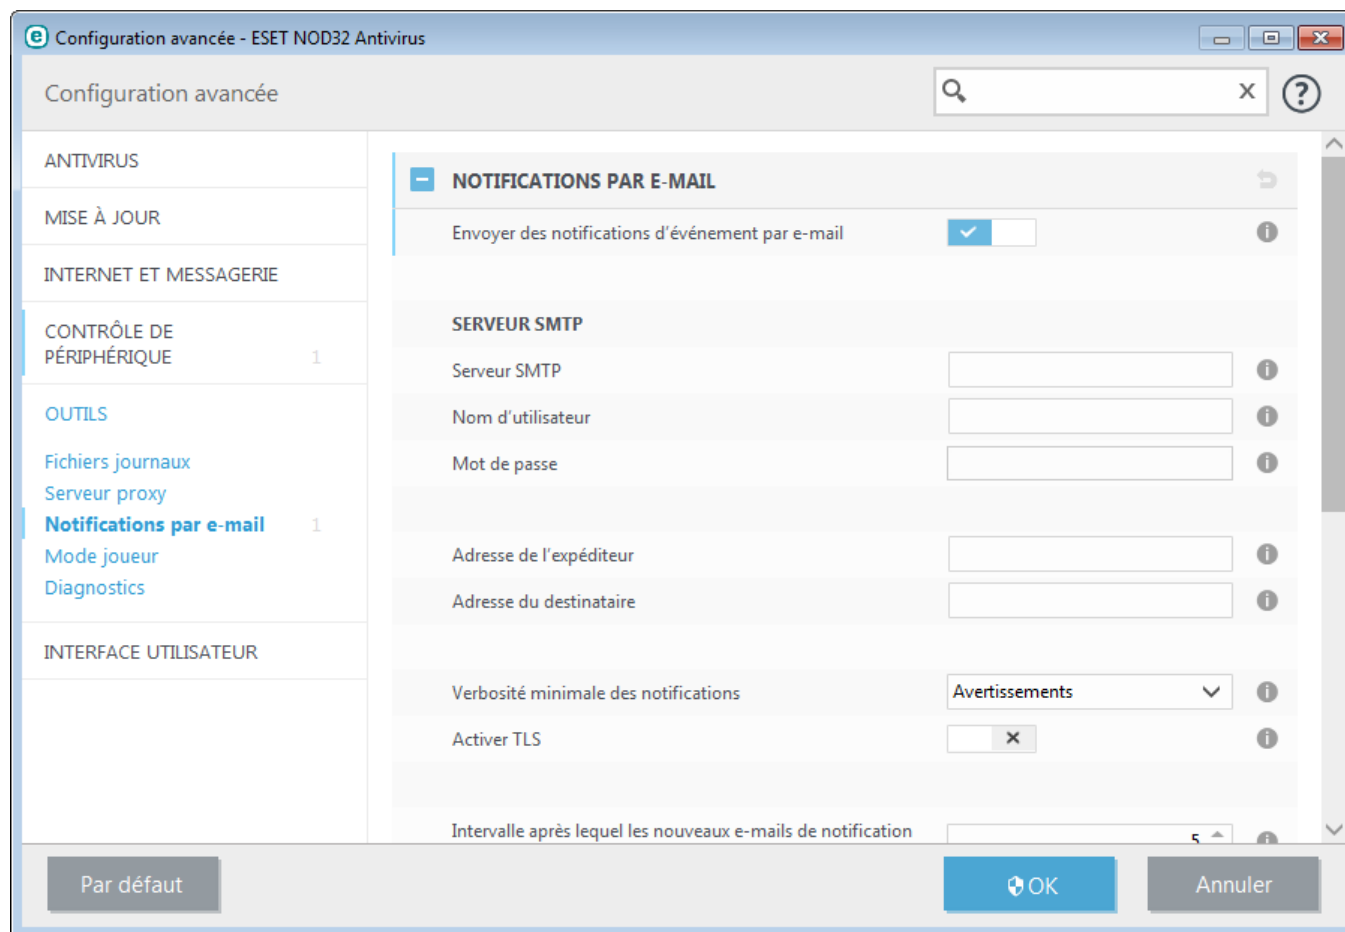 Configuration avancée - ESET NOD32 Antivirus
Configuration avancée
ANTIVIRUS
MISE À JOUR
INTERNET ET MESSAGERIE
CONTRÔLE DE
PÉRIPHÉRIQUE 1
OUTILS
Fichiers journaux
Serveur proxy
Notifications par e-mail 1
Mode joueur
Diagnostics
INTERFACE UTILISATEUR
NOTIFICATIONS PAR E-MAIL
Envoyer des notifications d'événement par e-mail
SERVEUR SMTP
Serveur SMTP
Nom d'utilisateur
Mot de passe
Adresse de l'expéditeur
Adresse du destinataire
Verbosité minimale des notifications Avertissements
Activer TLS
Intervalle après lequel les nouveaux e-mails de notification 5
Par défaut OK Annuler